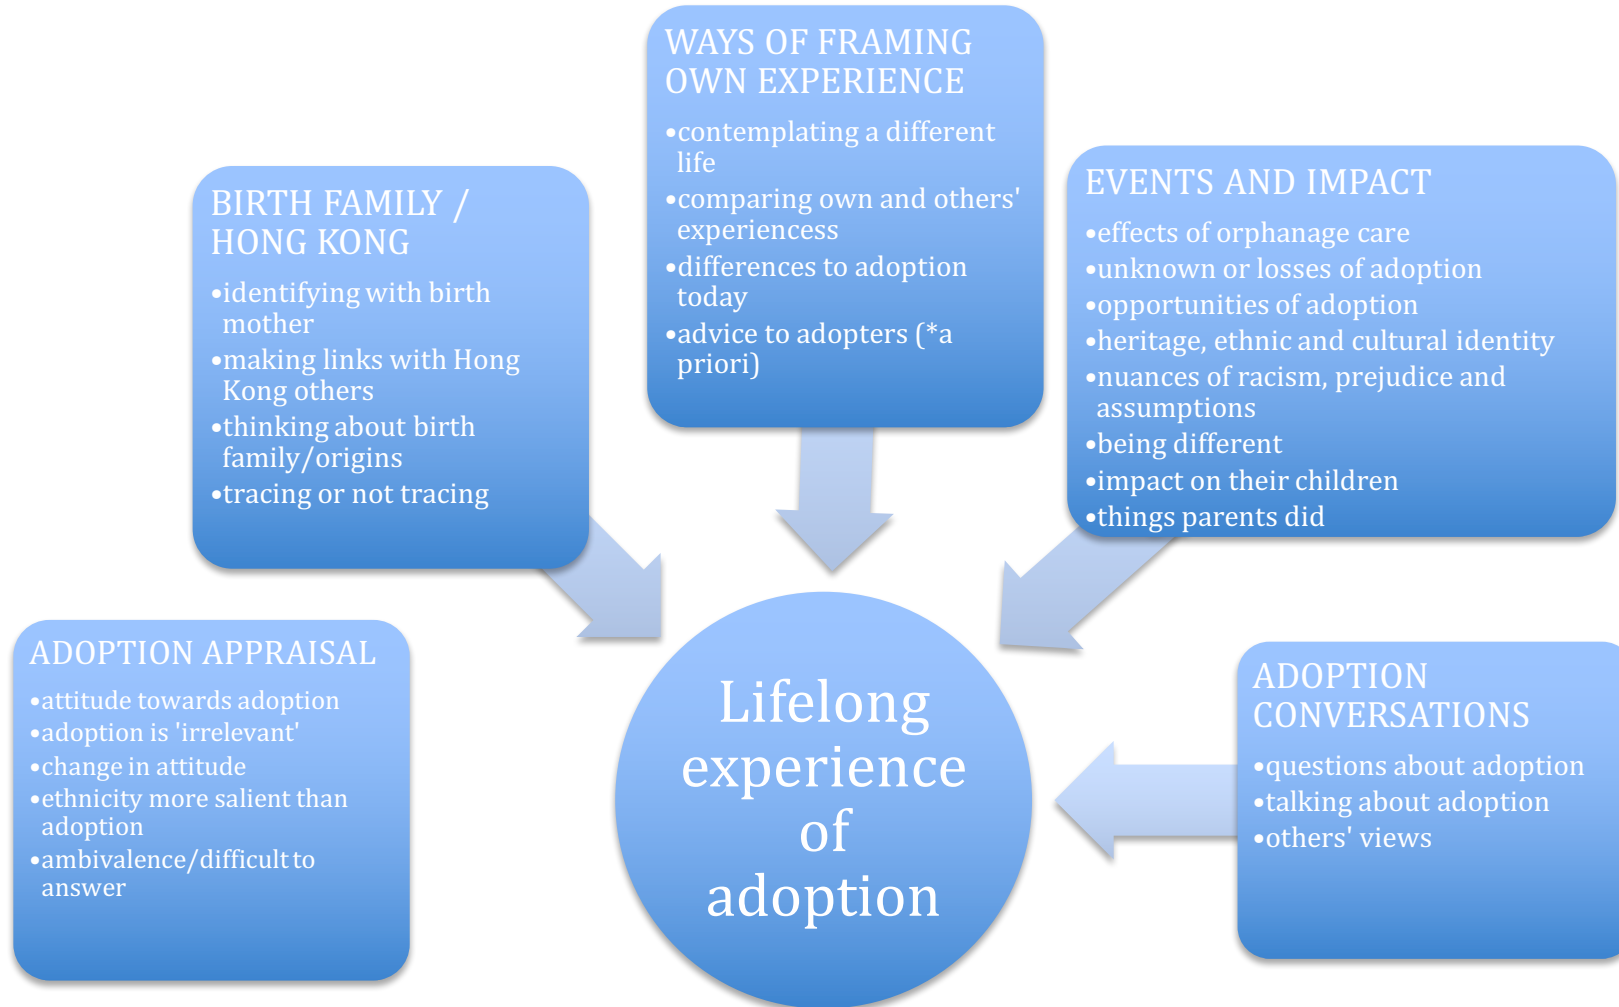 WAYS OF FRAMING
OWN EXPERIENCE
•contemplating a different
life
•comparing own and others'
experiencess
•differences to adoption
today
•advice to adopters (*a
priori)
BIRTH FAMILY /
HONG KONG
•identifying with birth
mother
•making links with Hong
Kong others
•thinking about birth
family/origins
•tracing or not tracing
EVENTS AND IMPACT
•effects of orphanage care
•unknown or losses of adoption
•opportunities of adoption
•heritage, ethnic and cultural identity
•nuances of racism, prejudice and
assumptions
•being different
•impact on their children
•things parents did
ADOPTION APPRAISAL
•attitude towards adoption
•adoption is 'irrelevant'
•change in attitude
•ethnicity more salient than
adoption
•ambivalence/difficult to
answer
Lifelong
experience
of
adoption
ADOPTION
CONVERSATIONS
•questions about adoption
•talking about adoption
•others' views